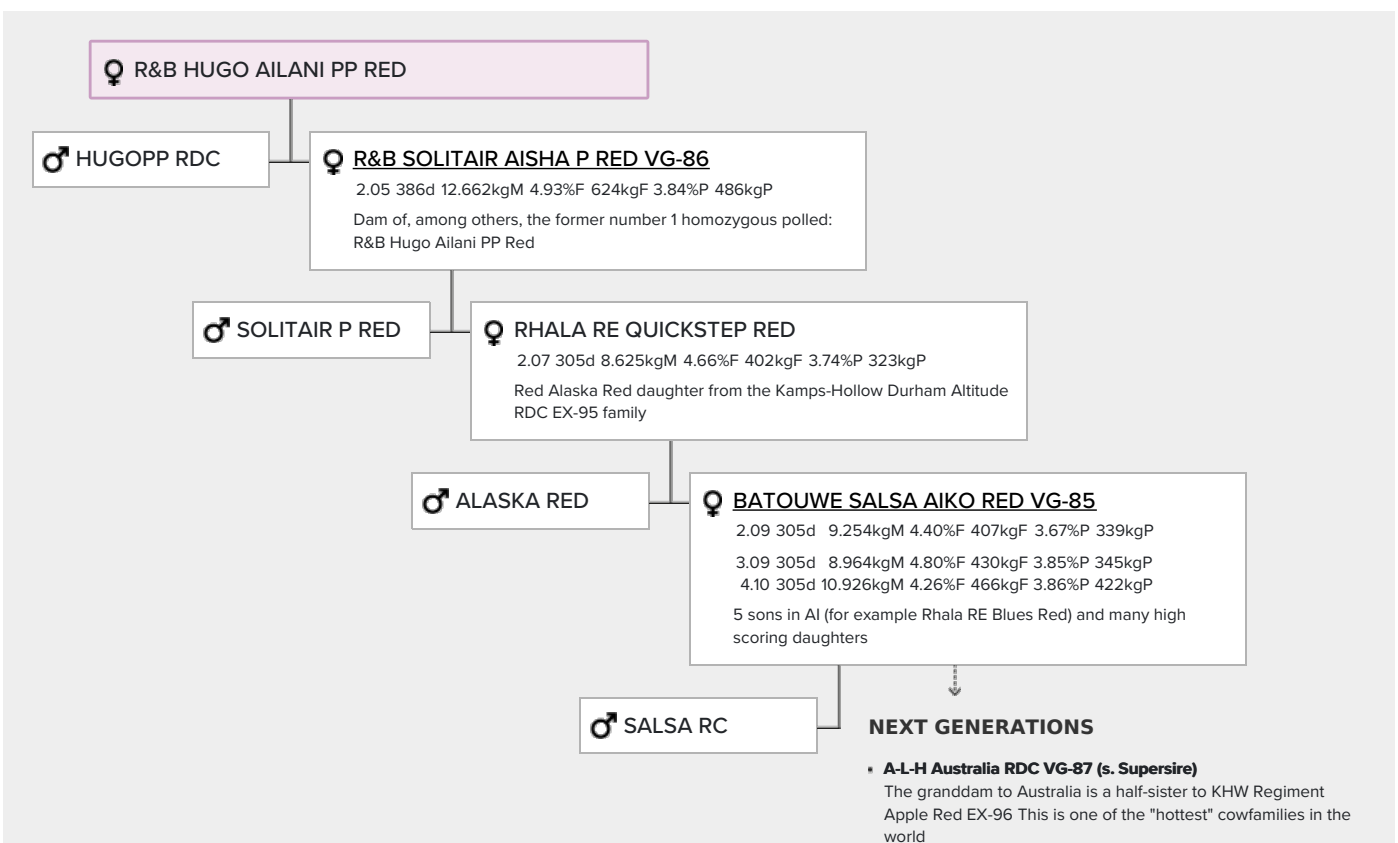 R&B HUGO AILANI PP RED
HUGOPP RDC
R&B SOLITAIR AISHA P RED VG-86
2.05 386d 12.662kgM 4.93%F 624kgF 3.84%P 486kgP
Dam of, among others, the former number 1 homozygous polled:
R&B Hugo Ailani PP Red
SOLITAIR P RED
RHALA RE QUICKSTEP RED
2.07 305d 8.625kgM 4.66%F 402kgF 3.74%P 323kgP
Red Alaska Red daughter from the Kamps-Hollow Durham Altitude
RDC EX-95 family
ALASKA RED
BATOUWE SALSA AIKO RED VG-85
2.09 305d 9.254kgM 4.40%F 407kgF 3.67%P 339kgP
3.09 305d 8.964kgM 4.80%F 430kgF 3.85%P 345kgP
4.10 305d 10.926kgM 4.26%F 466kgF 3.86%P 422kgP
5 sons in AI (for example Rhala RE Blues Red) and many high
scoring daughters
SALSA RC
NEXT GENERATIONS
A-L-H Australia RDC VG-87 (s. Supersire)
The granddam to Australia is a half-sister to KHW Regiment
Apple Red EX-96 This is one of the "hottest" cowfamilies in the
world